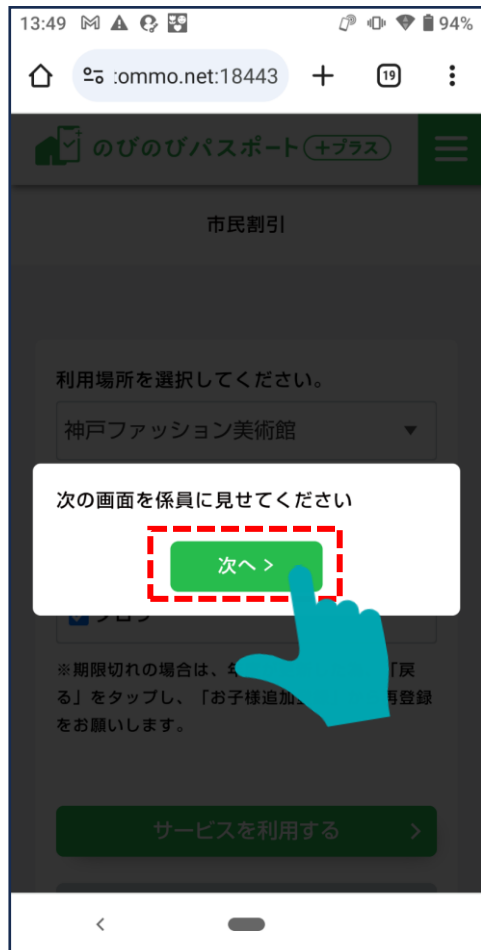 13:49 94%
:ommo.net:18443 19
のびのびパスポート +プラス
市民割引
利用場所を選択してください。
神戸ファッション美術館
次の画面を係員に見せてください
次へ >
※期限切れの場合は、 「戻
る」をタップし、「お子様追加 再登録
をお願いします。
サービスを利用する